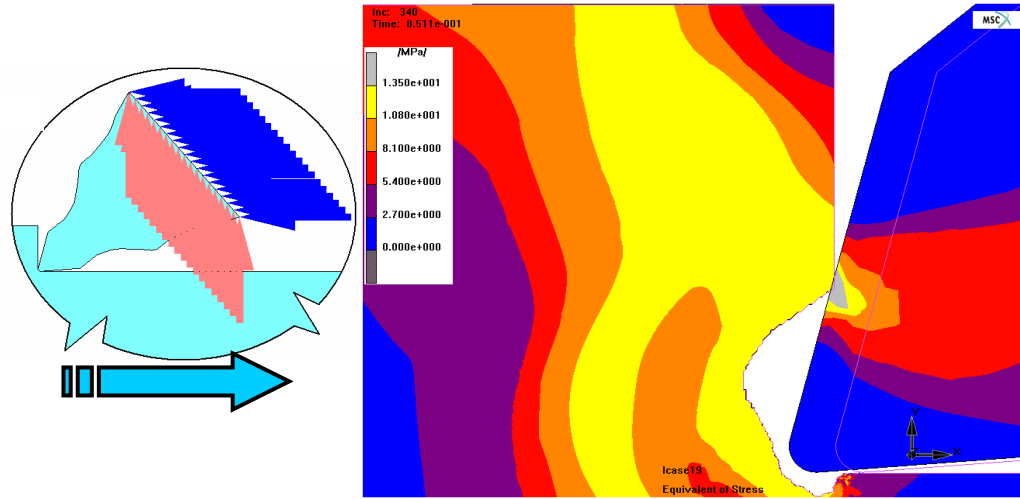 Inc: 340
Time: 8.511e-001
/MPa/
1.350e+001
1.080e+001
8.100e+000
5.400e+000
2.700e+000
0.000e+000
MSC
Y
X
lcase19
Equivalent of Stress